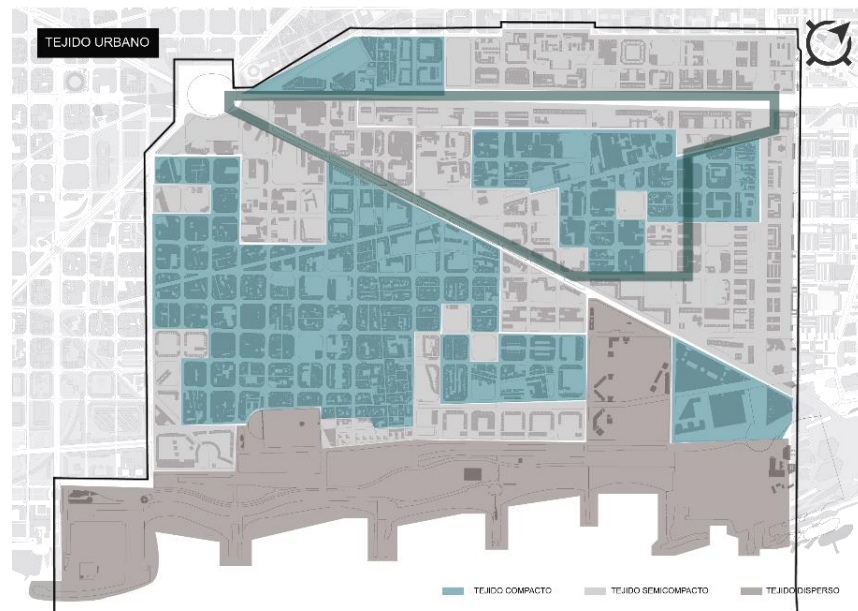 TEJIDO URBANO
TEJIDO COMPACTO
TEJIDO SEMICOMPACTO
TEJIDO DISPERSO